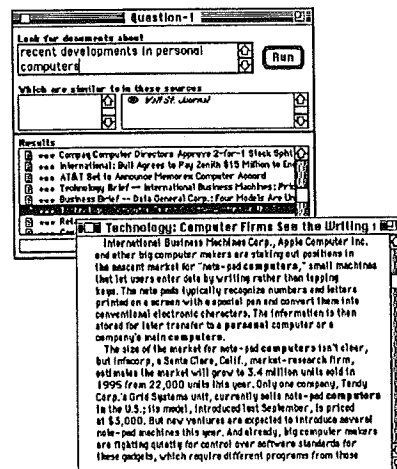 Question-1
Look for documents about
recent developments in personal
computers
Run
Which are similar to
in these sources
Wall St. Journal
Results
Compaq Computer Directors Approve 2-for-1 Stock Split
International: Bull Agrees to Pay Zenith $15 Million to En
AT&T Set to Announce Memorex Computer Accord
Technology Brief -- International Business Machines: Pric
Business Brief -- Data General Corp.: Four Models Are Un
Technology: Computer Firms See the Writing
International Business Machines Corp., Apple Computer Inc.
and other big computer makers are staking out positions in
the nascent market for "note-pad computers," small machines
that let users enter data by writing rather than tapping
keys. The note pads typically recognize numbers and letters
printed on a screen with a special pen and convert them into
conventional electronic characters. The information is then
stored for later transfer to a personal computer or a
company's main computers.
The size of the market for note-pad computers isn't clear,
but Infocorp, a Santa Clara, Calif., market-research firm,
estimates the market will grow to 3.4 million units sold in
1995 from 22,000 units this year. Only one company, Tandy
Corp.'s Grid Systems unit, currently sells note-pad computers
in the U.S.; its model, introduced last September, is priced
at $3,000. But new ventures are expected to introduce several
note-pad machines this year. And already, big computer makers
are fighting quietly for control over software standards for
these gadgets, which require different programs from those